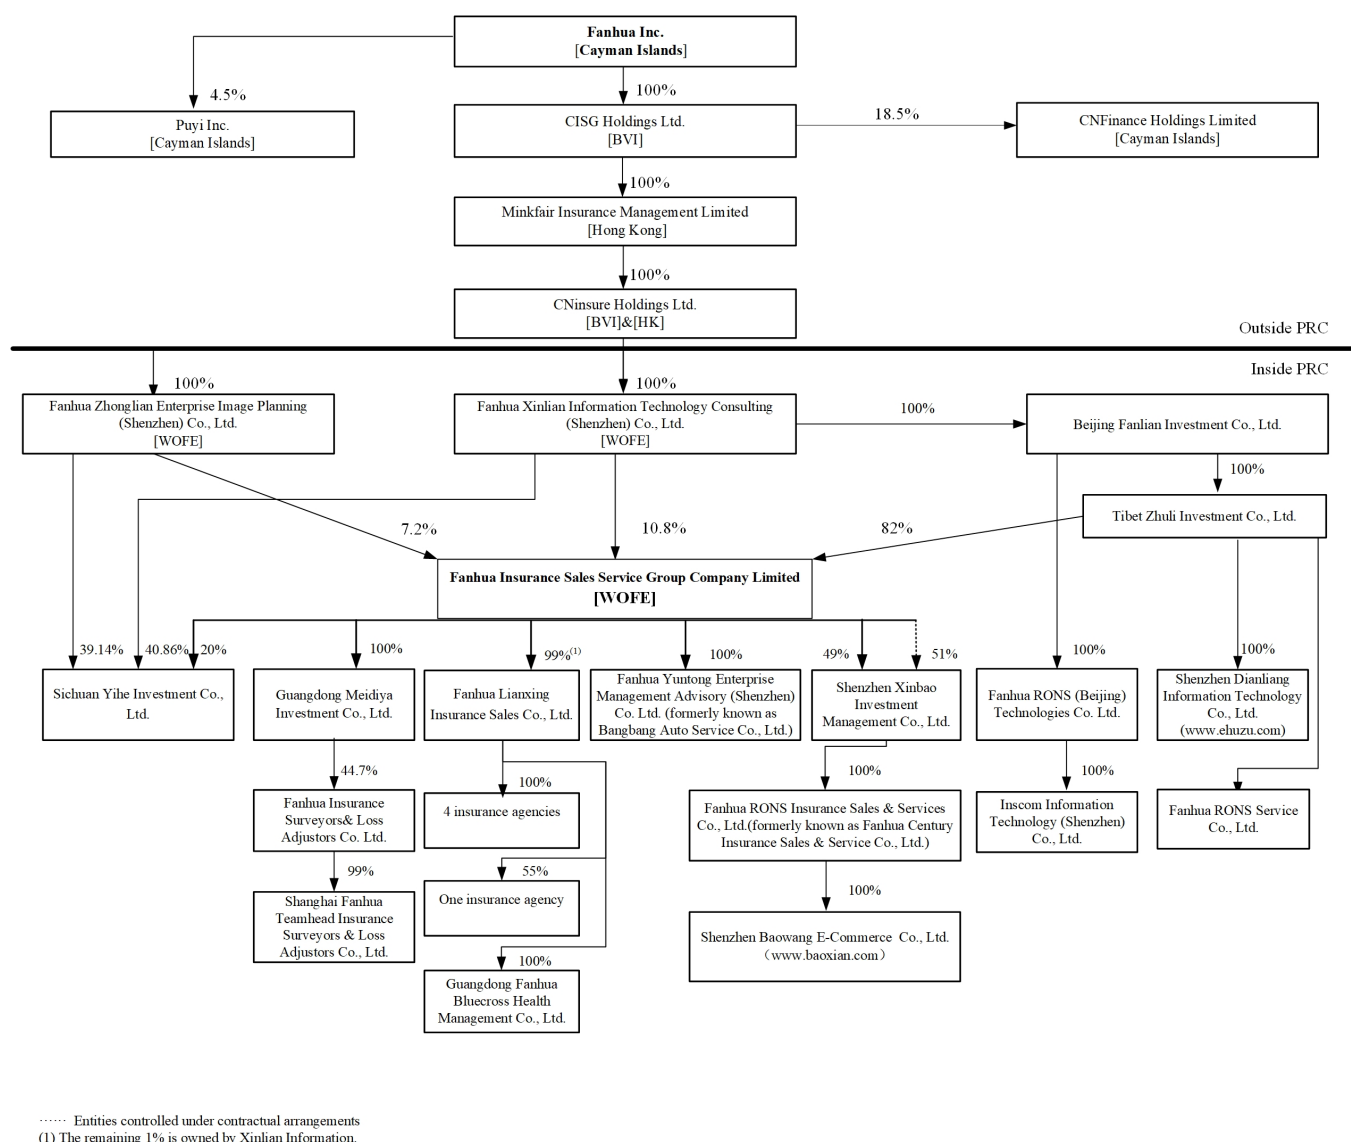 Fanhua Inc.
[Cayman Islands]
4.5%
100%
Puyi Inc.
[Cayman Islands]
CISG Holdings Ltd.
[BVI]
18.5%
CNFinance Holdings Limited
[Cayman Islands]
100%
Minkfair Insurance Management Limited
[Hong Kong]
100%
CNinsure Holdings Ltd.
[BVI]&[HK]
Outside PRC
Inside PRC
100%
100%
Fanhua Zhonglian Enterprise Image Planning
(Shenzhen) Co., Ltd.
[WOFE]
Fanhua Xinlian Information Technology Consulting
(Shenzhen) Co., Ltd.
[WOFE]
100%
Beijing Fanlian Investment Co., Ltd.
100%
Tibet Zhuli Investment Co., Ltd.
7.2%
10.8%
82%
Fanhua Insurance Sales Service Group Company Limited
[WOFE]
39.14%
40.86%
20%
100%
99%(1)
100%
49%
51%
100%
100%
Sichuan Yihe Investment Co.,
Ltd.
Guangdong Meidiya
Investment Co., Ltd.
Fanhua Lianxing
Insurance Sales Co., Ltd.
Fanhua Yuntong Enterprise
Management Advisory (Shenzhen)
Co. Ltd. (formerly known as
Bangbang Auto Service Co., Ltd.)
Shenzhen Xinbao
Investment
Management Co., Ltd.
Fanhua RONS (Beijing)
Technologies Co. Ltd.
Shenzhen Dianliang
Information Technology
Co., Ltd.
(www.ehuzu.com)
44.7%
100%
100%
100%
Fanhua Insurance
Surveyors& Loss
Adjustors Co. Ltd.
4 insurance agencies
Fanhua RONS Insurance Sales & Services
Co., Ltd.(formerly known as Fanhua Century
Insurance Sales & Service Co., Ltd.)
Inscom Information
Technology (Shenzhen)
Co., Ltd.
Fanhua RONS Service
Co., Ltd.
99%
55%
100%
Shanghai Fanhua
Teamhead Insurance
Surveyors & Loss
Adjustors Co., Ltd.
One insurance agency
Shenzhen Baowang E-Commerce Co., Ltd.
（www.baoxian.com）
100%
Guangdong Fanhua
Bluecross Health
Management Co., Ltd.
...... Entities controlled under contractual arrangements
(1) The remaining 1% is owned by Xinlian Information.